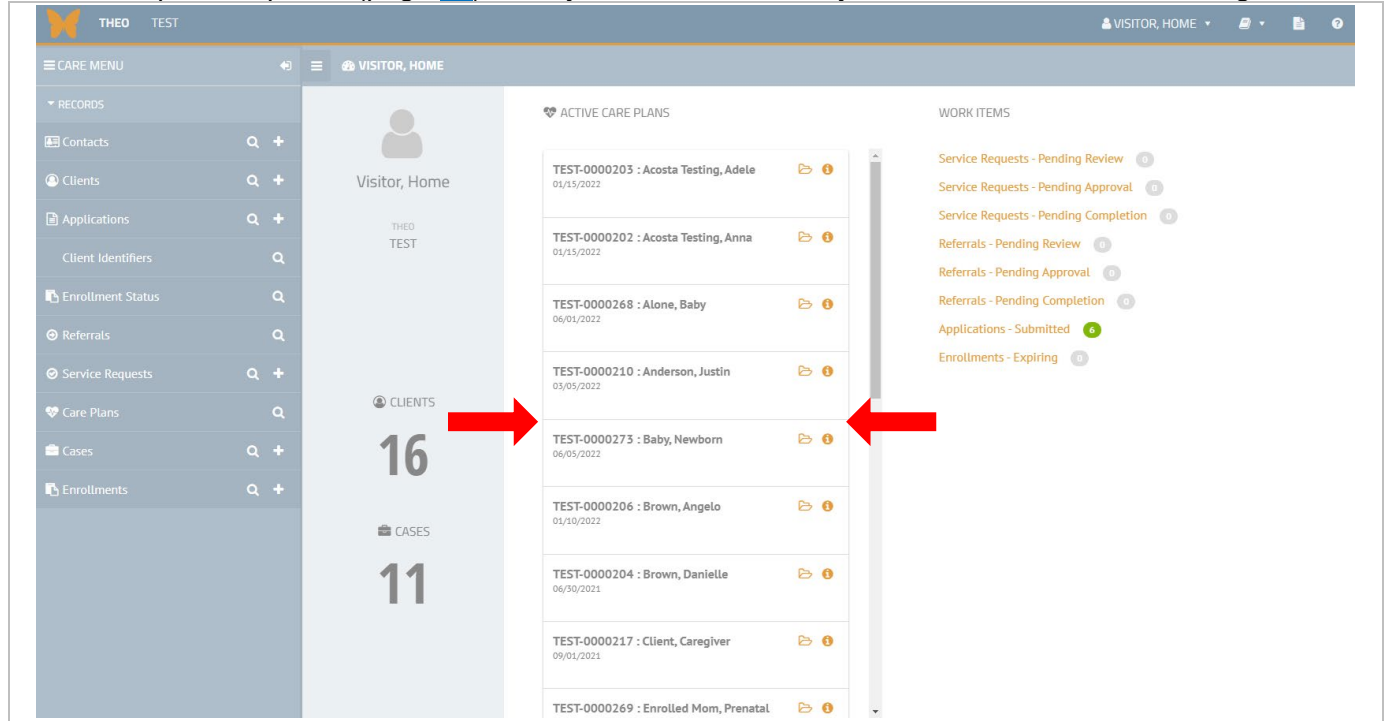 THEO TEST
VISITOR, HOME
CARE MENU
VISITOR, HOME
RECORDS
Contacts
Clients
Applications
Client Identifiers
Enrollment Status
Referrals
Service Requests
Care Plans
Cases
Enrollments
Visitor, Home
THEO
TEST
CLIENTS
16
CASES
11
ACTIVE CARE PLANS
TEST-0000203 : Acosta Testing, Adele
01/15/2022
TEST-0000202 : Acosta Testing, Anna
01/15/2022
TEST-0000268 : Alone, Baby
06/01/2022
TEST-0000210 : Anderson, Justin
03/05/2022
TEST-0000273 : Baby, Newborn
06/05/2022
TEST-0000206 : Brown, Angelo
01/10/2022
TEST-0000204 : Brown, Danielle
06/30/2021
TEST-0000217 : Client, Caregiver
09/01/2021
TEST-0000269 : Enrolled Mom, Prenatal
WORK ITEMS
Service Requests - Pending Review 0
Service Requests - Pending Approval 0
Service Requests - Pending Completion 0
Referrals - Pending Review 0
Referrals - Pending Approval 0
Referrals - Pending Completion 0
Applications - Submitted 6
Enrollments - Expiring 0